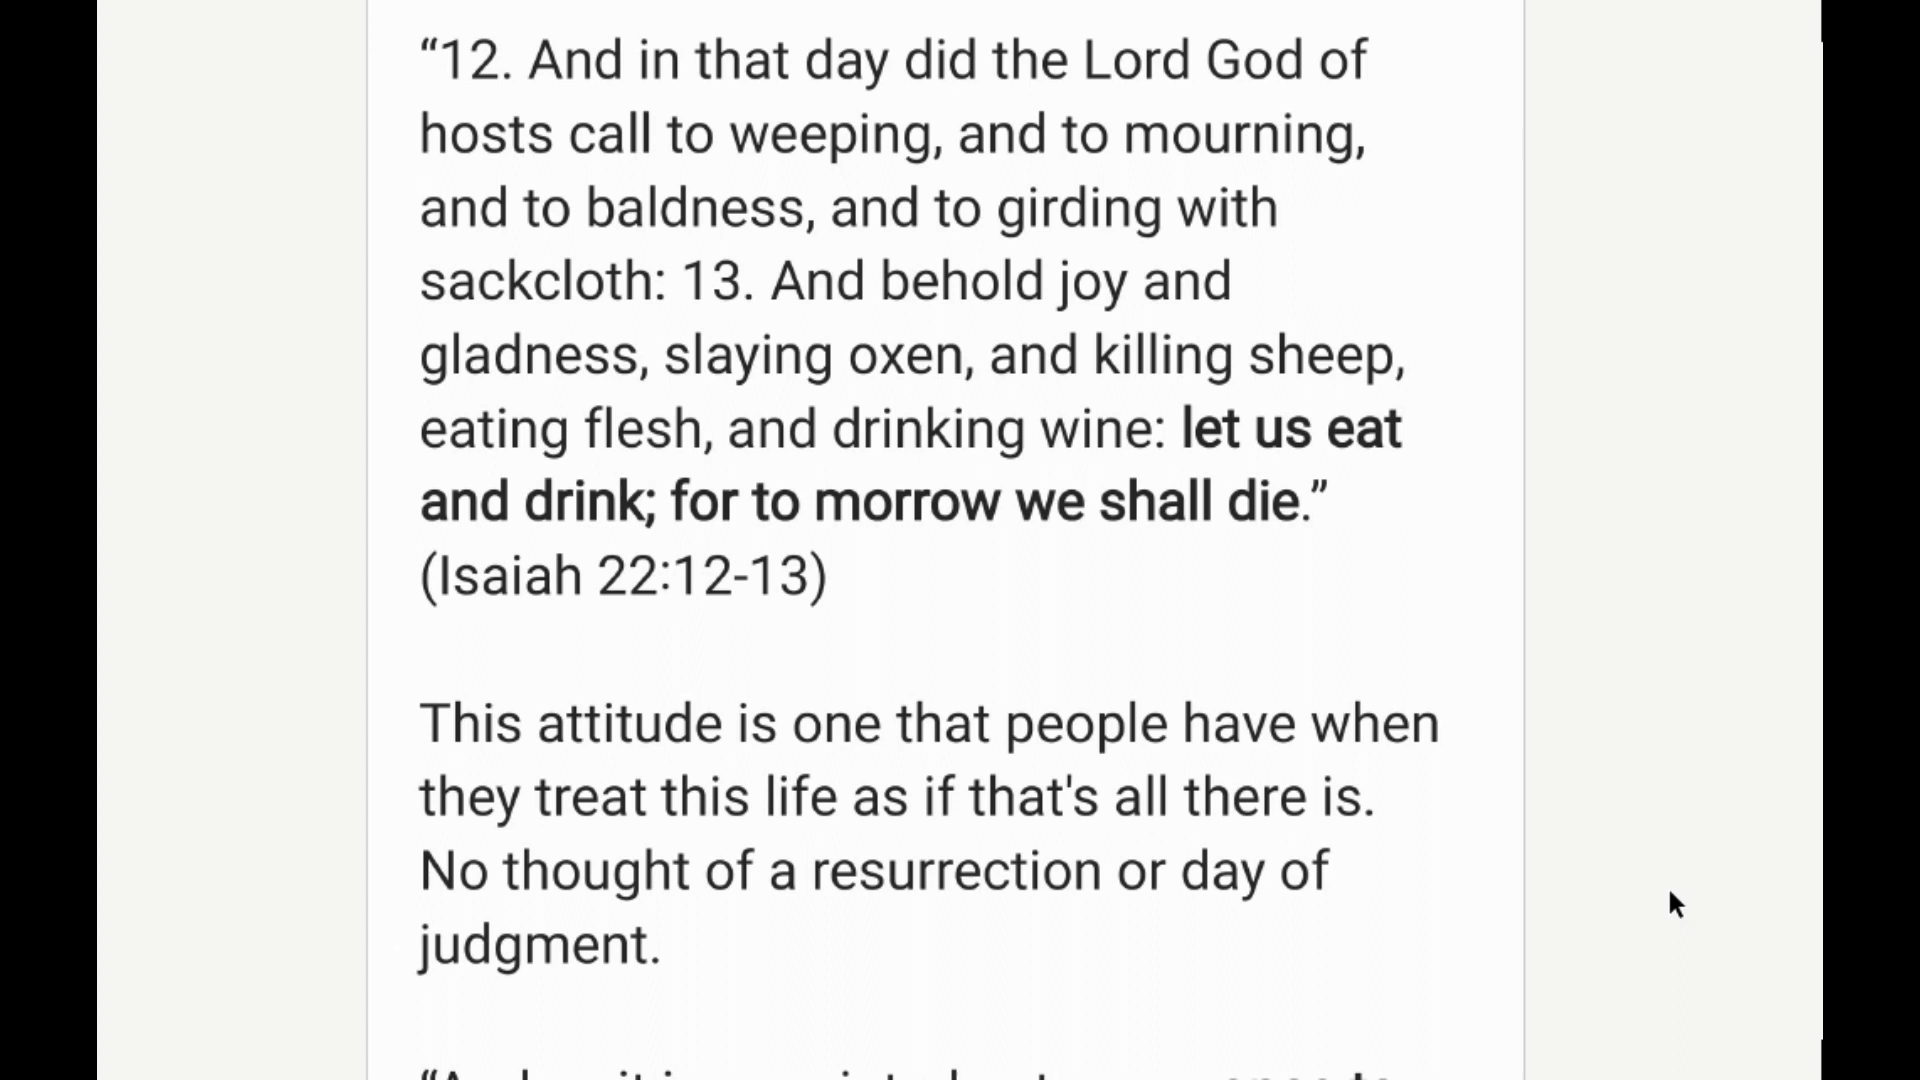 “12. And in that day did the Lord God of
hosts call to weeping, and to mourning,
and to baldness, and to girding with
sackcloth: 13. And behold joy and
gladness, slaying oxen, and killing sheep,
eating flesh, and drinking wine: let us eat
and drink; for to morrow we shall die.”
(Isaiah 22:12-13)
This attitude is one that people have when
they treat this life as if that's all there is.
No thought of a resurrection or day of
judgment.